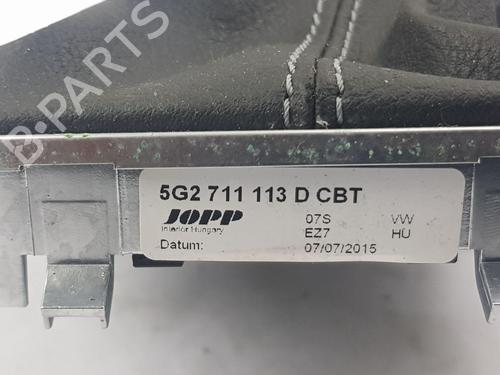 B-PARTS
5G2 711 113 D CBT
JOPP 07S VW
Interior Hungary EZ7 HU
Datum: 07/07/2015